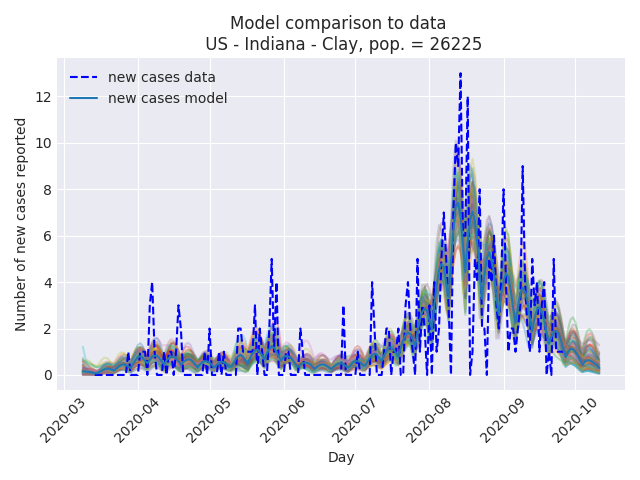 Model comparison to data
US - Indiana - Clay, pop. = 26225
new cases data
new cases model
Number of new cases reported
12
10
8
6
4
2
0
2020-03
2020-04
2020-05
2020-06
2020-07
2020-08
2020-09
2020-10
Day